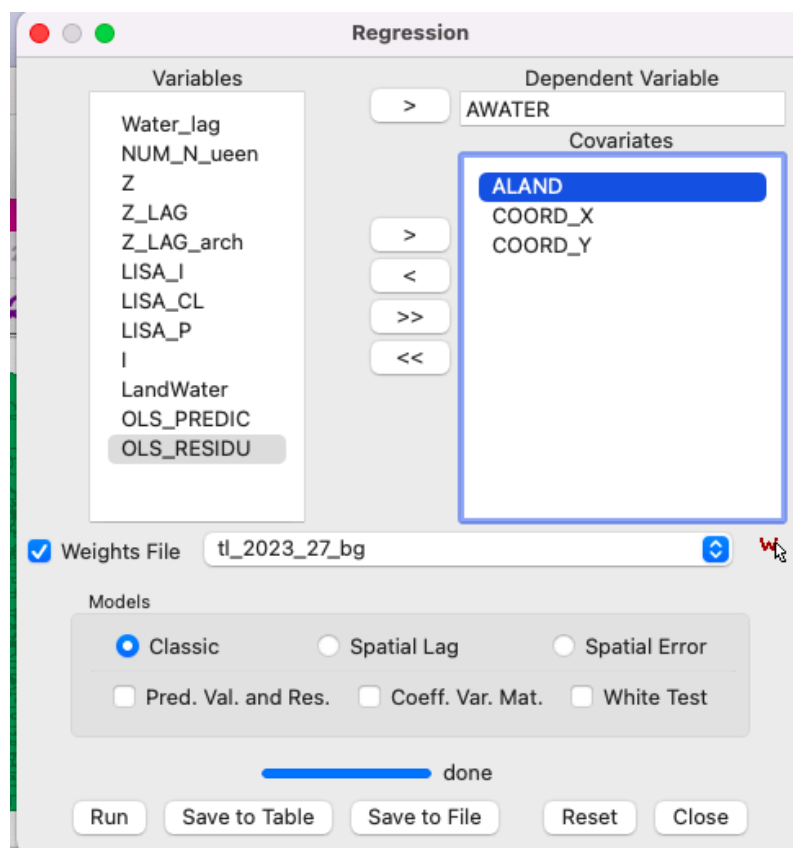 Regression
Variables
Dependent Variable
>
AWATER
Covariates
Water_lag
NUM_N_ueen
Z
Z_LAG
Z_LAG_arch
LISA_I
LISA_CL
LISA_P
I
LandWater
OLS_PREDIC
OLS_RESIDU
>
<
>>
<<
ALAND
COORD_X
COORD_Y
Weights File
tl_2023_27_bg
W
Models
Classic
Spatial Lag
Spatial Error
Pred. Val. and Res.
Coeff. Var. Mat.
White Test
done
Run
Save to Table
Save to File
Reset
Close